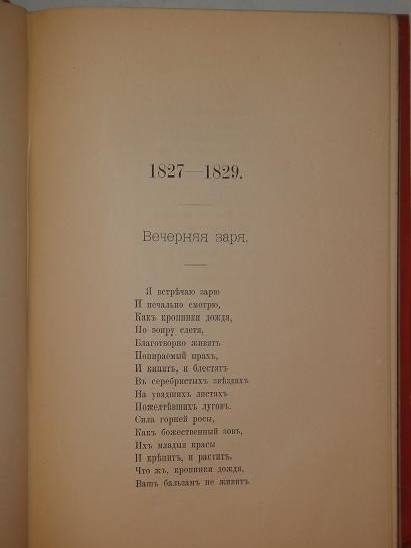 1827—1829.
Вечерняя заря.
Я встрѣчаю зарю
И печально смотрю,
Какъ кропинки дождя,
По эѳиру слетя,
Благотворно живятъ
Попираемый прахъ,
И кипятъ, и блестятъ
Въ серебристыхъ звѣздахъ
На увядшихъ листахъ
Пожелтѣвшихъ луговъ.
Сила горней росы,
Какъ божественный зовъ,
Ихъ младыя красы
И крѣпитъ, и раститъ.
Что жъ, кропинки дождя,
Вашъ бальзамъ не живитъ